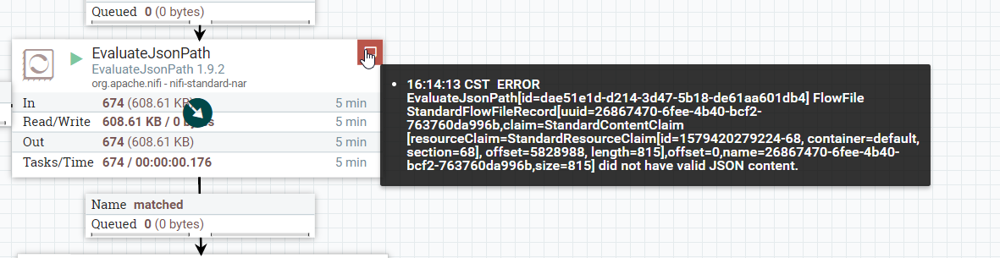 Queued 0 (0 bytes)
EvaluateJsonPath
EvaluateJsonPath 1.9.2
org.apache.nifi - nifi-standard-nar
In 674 (608.61 KB) 5 min
Read/Write 608.61 KB / 0 bytes 5 min
Out 674 (608.61 KB) 5 min
Tasks/Time 674 / 00:00:00.176 5 min
• 16:14:13 CST ERROR
EvaluateJsonPath[id=dae51e1d-d214-3d47-5b18-de61aa601db4] FlowFile
StandardFlowFileRecord[uuid=26867470-6fee-4b40-bcf2-
763760da996b,claim=StandardContentClaim
[resourceClaim=StandardResourceClaim[id=1579420279224-68, container=default,
section=68], offset=5828988, length=815],offset=0,name=26867470-6fee-4b40-
bcf2-763760da996b,size=815] did not have valid JSON content.
Name matched
Queued 0 (0 bytes)